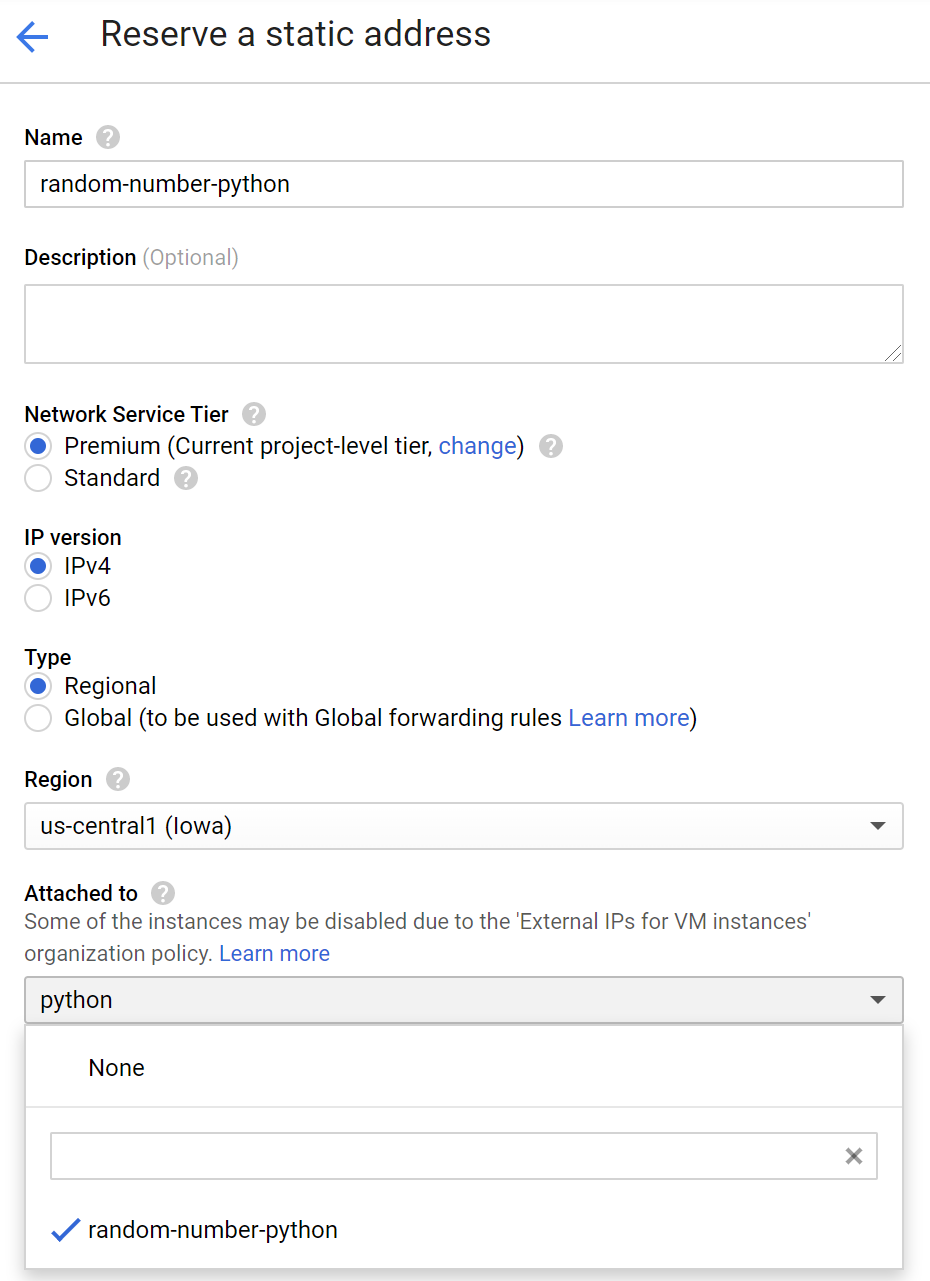 Reserve a static address
Name ?
random-number-python
Description (Optional)
Network Service Tier ?
Premium (Current project-level tier, change) ?
Standard ?
IP version
IPv4
IPv6
Type
Regional
Global (to be used with Global forwarding rules Learn more)
Region ?
us-central1 (Iowa)
Attached to ?
Some of the instances may be disabled due to the 'External IPs for VM instances'
organization policy. Learn more
python
None
random-number-python